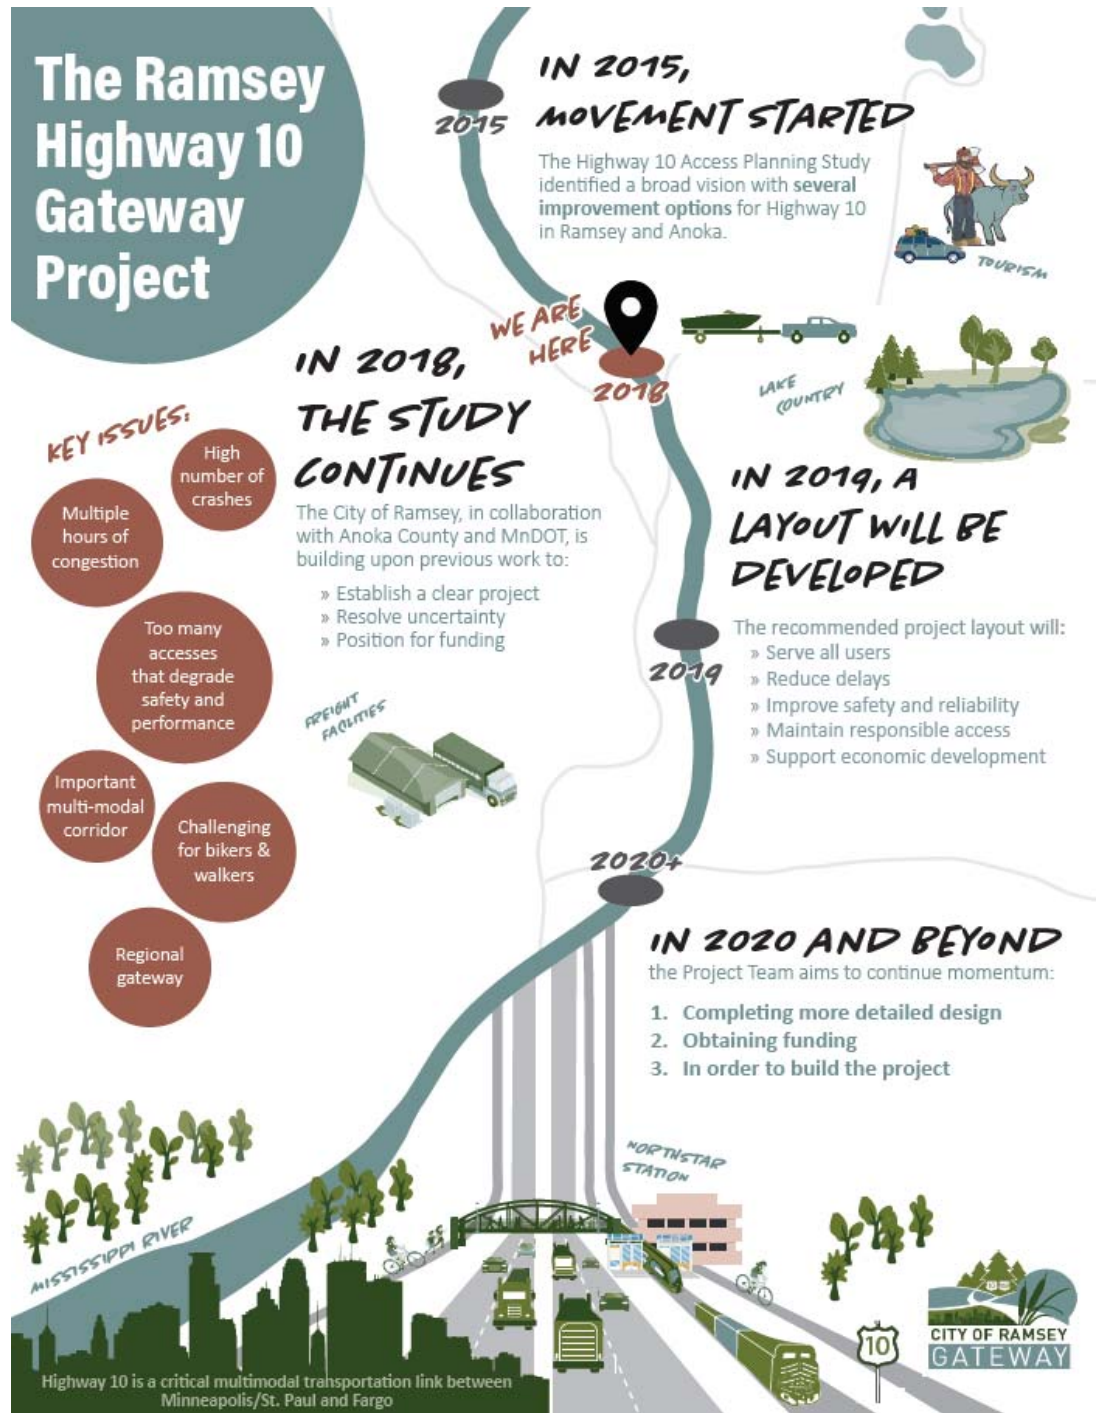 The Ramsey
Highway 10
Gateway
Project
2015
IN 2015,
MOVEMENT STARTED
The Highway 10 Access Planning Study
identified a broad vision with several
improvement options for Highway 10
in Ramsey and Anoka.
TOURISM
WE ARE
HERE
2018
LAKE
COUNTRY
IN 2018,
THE STUDY
CONTINUES
The City of Ramsey, in collaboration
with Anoka County and MnDOT, is
building upon previous work to:
» Establish a clear project
» Resolve uncertainty
» Position for funding
KEY ISSUES:
High
number of
crashes
Multiple
hours of
congestion
Too many
accesses
that degrade
safety and
performance
Important
multi-modal
corridor
Challenging
for bikers &
walkers
Regional
gateway
FREIGHT
FACILITIES
IN 2019, A
LAYOUT WILL BE
DEVELOPED
2019
The recommended project layout will:
» Serve all users
» Reduce delays
» Improve safety and reliability
» Maintain responsible access
» Support economic development
2020+
IN 2020 AND BEYOND
the Project Team aims to continue momentum:
1. Completing more detailed design
2. Obtaining funding
3. In order to build the project
NORTHSTAR
STATION
MISSISSIPPI RIVER
10
CITY OF RAMSEY
GATEWAY
Highway 10 is a critical multimodal transportation link between
Minneapolis/St. Paul and Fargo